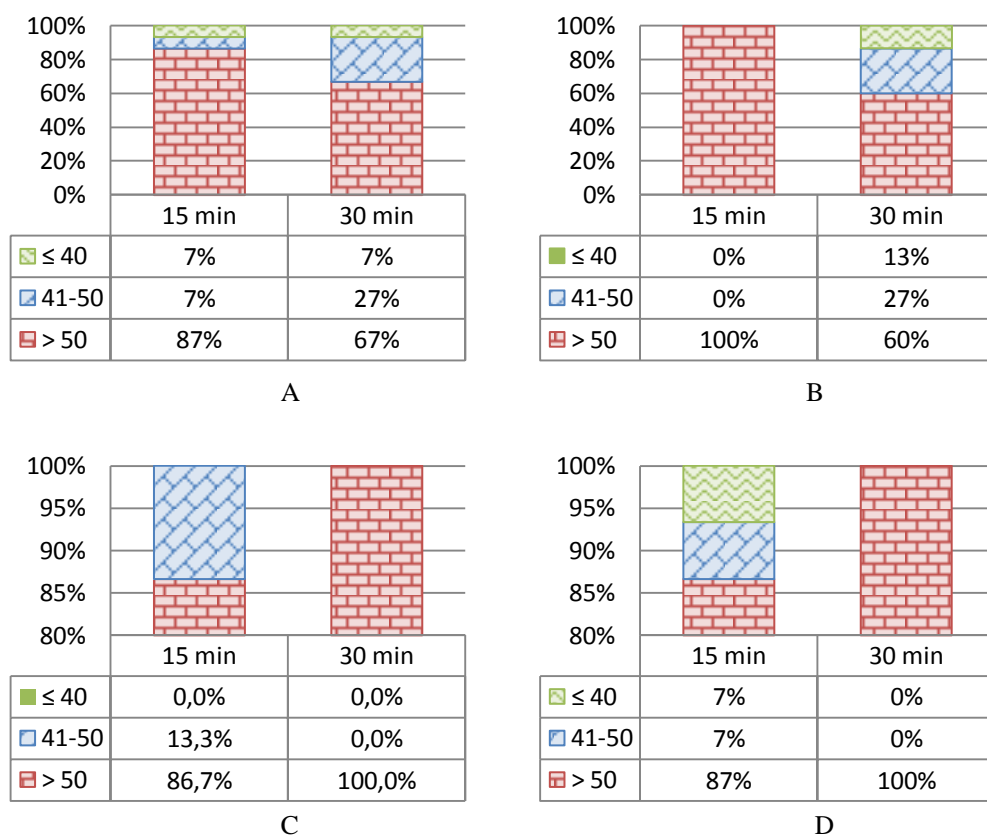 100%
80%
60%
40%
20%
0%
15 min 30 min
≤ 40 7% 7%
41-50 7% 27%
> 50 87% 67%
A
100%
80%
60%
40%
20%
0%
15 min 30 min
≤ 40 0% 13%
41-50 0% 27%
> 50 100% 60%
B
100%
95%
90%
85%
80%
15 min 30 min
≤ 40 0,0% 0,0%
41-50 13,3% 0,0%
> 50 86,7% 100,0%
C
100%
95%
90%
85%
80%
15 min 30 min
≤ 40 7% 0%
41-50 7% 0%
> 50 87% 100%
D